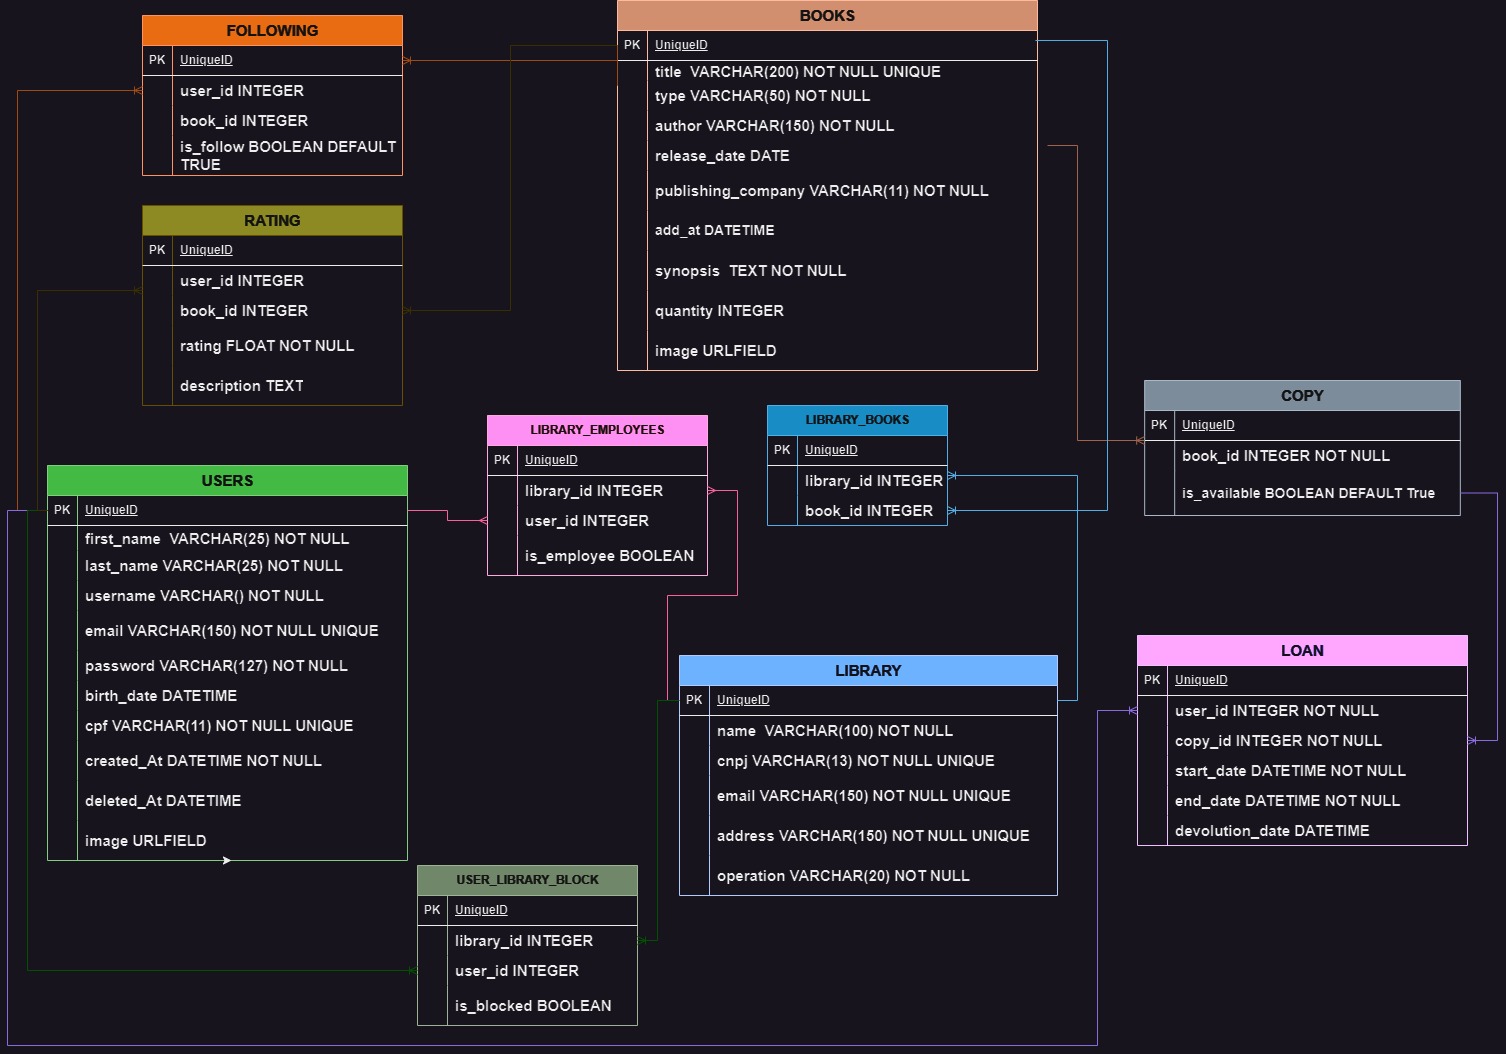 FOLLOWING
PK UniqueID
user_id INTEGER
book_id INTEGER
is_follow BOOLEAN DEFAULT
TRUE
BOOKS
PK UniqueID
title  VARCHAR(200) NOT NULL UNIQUE
type VARCHAR(50) NOT NULL
author VARCHAR(150) NOT NULL
release_date DATE
publishing_company VARCHAR(11) NOT NULL
add_at DATETIME
synopsis  TEXT NOT NULL
quantity INTEGER
image URLFIELD
RATING
PK UniqueID
user_id INTEGER
book_id INTEGER
rating FLOAT NOT NULL
description TEXT
COPY
PK UniqueID
book_id INTEGER NOT NULL
is_available BOOLEAN DEFAULT True
LIBRARY_EMPLOYEES
PK UniqueID
library_id INTEGER
user_id INTEGER
is_employee BOOLEAN
LIBRARY_BOOKS
PK UniqueID
library_id INTEGER
book_id INTEGER
USERS
PK UniqueID
first_name  VARCHAR(25) NOT NULL
last_name VARCHAR(25) NOT NULL
username VARCHAR() NOT NULL
email VARCHAR(150) NOT NULL UNIQUE
password VARCHAR(127) NOT NULL
birth_date DATETIME
cpf VARCHAR(11) NOT NULL UNIQUE
created_At DATETIME NOT NULL
deleted_At DATETIME
image URLFIELD
LIBRARY
PK UniqueID
name  VARCHAR(100) NOT NULL
cnpj VARCHAR(13) NOT NULL UNIQUE
email VARCHAR(150) NOT NULL UNIQUE
address VARCHAR(150) NOT NULL UNIQUE
operation VARCHAR(20) NOT NULL
LOAN
PK UniqueID
user_id INTEGER NOT NULL
copy_id INTEGER NOT NULL
start_date DATETIME NOT NULL
end_date DATETIME NOT NULL
devolution_date DATETIME
USER_LIBRARY_BLOCK
PK UniqueID
library_id INTEGER
user_id INTEGER
is_blocked BOOLEAN